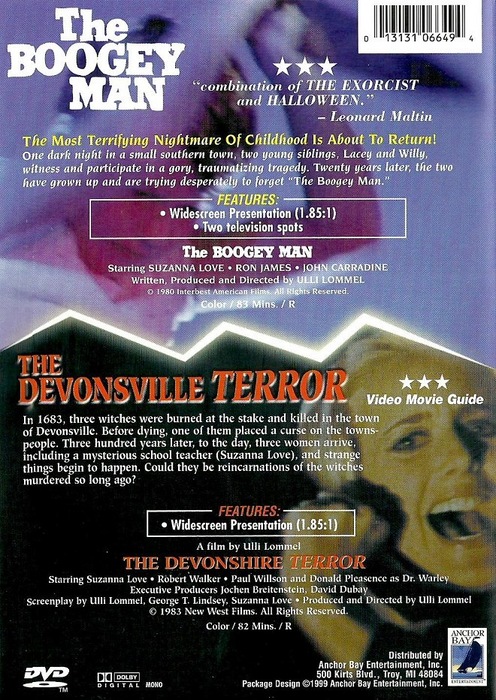 The
BOOGEY
MAN
0 13131 06649 4
★★★
"combination of THE EXORCIST
and HALLOWEEN."
– Leonard Maltin
The Most Terrifying Nightmare Of Childhood Is About To Return!
One dark night in a small southern town, two young siblings, Lacey and Willy,
witness and participate in a gory, traumatizing tragedy. Twenty years later, the two
have grown up and are trying desperately to forget "The Boogey Man."
FEATURES:
• Widescreen Presentation (1.85:1)
• Two television spots
The BOOGEY MAN
Starring SUZANNA LOVE • RON JAMES • JOHN CARRADINE
Written, Produced and Directed by ULLI LOMMEL
© 1980 Interbest American Films. All Rights Reserved.
Color / 83 Mins. / R
THE
DEVONSVILLE TERROR
★★★
Video Movie Guide
In 1683, three witches were burned at the stake and killed in the town
of Devonsville. Before dying, one of them placed a curse on the towns-
people. Three hundred years later, to the day, three women arrive,
including a mysterious school teacher (Suzanna Love), and strange
things begin to happen. Could they be reincarnations of the witches
murdered so long ago?
FEATURES:
• Widescreen Presentation (1.85:1)
A film by Ulli Lommel
THE DEVONSHIRE TERROR
Starring Suzanna Love • Robert Walker • Paul Willson and Donald Pleasence as Dr. Warley
Executive Producers Jochen Breitenstein, David Dubay
Screenplay by Ulli Lommel, George T. Lindsey, Suzanna Love • Produced and Directed by Ulli Lommel
© 1983 New West Films. All Rights Reserved.
Color / 82 Mins. / R
DVD
TM
DOLBY
DIGITAL MONO
Distributed by
Anchor Bay Entertainment, Inc.
500 Kirts Blvd., Troy, MI 48084
Package Design ©1999 Anchor Bay Entertainment, Inc.
ANCHOR
BAY
ENTERTAINMENT